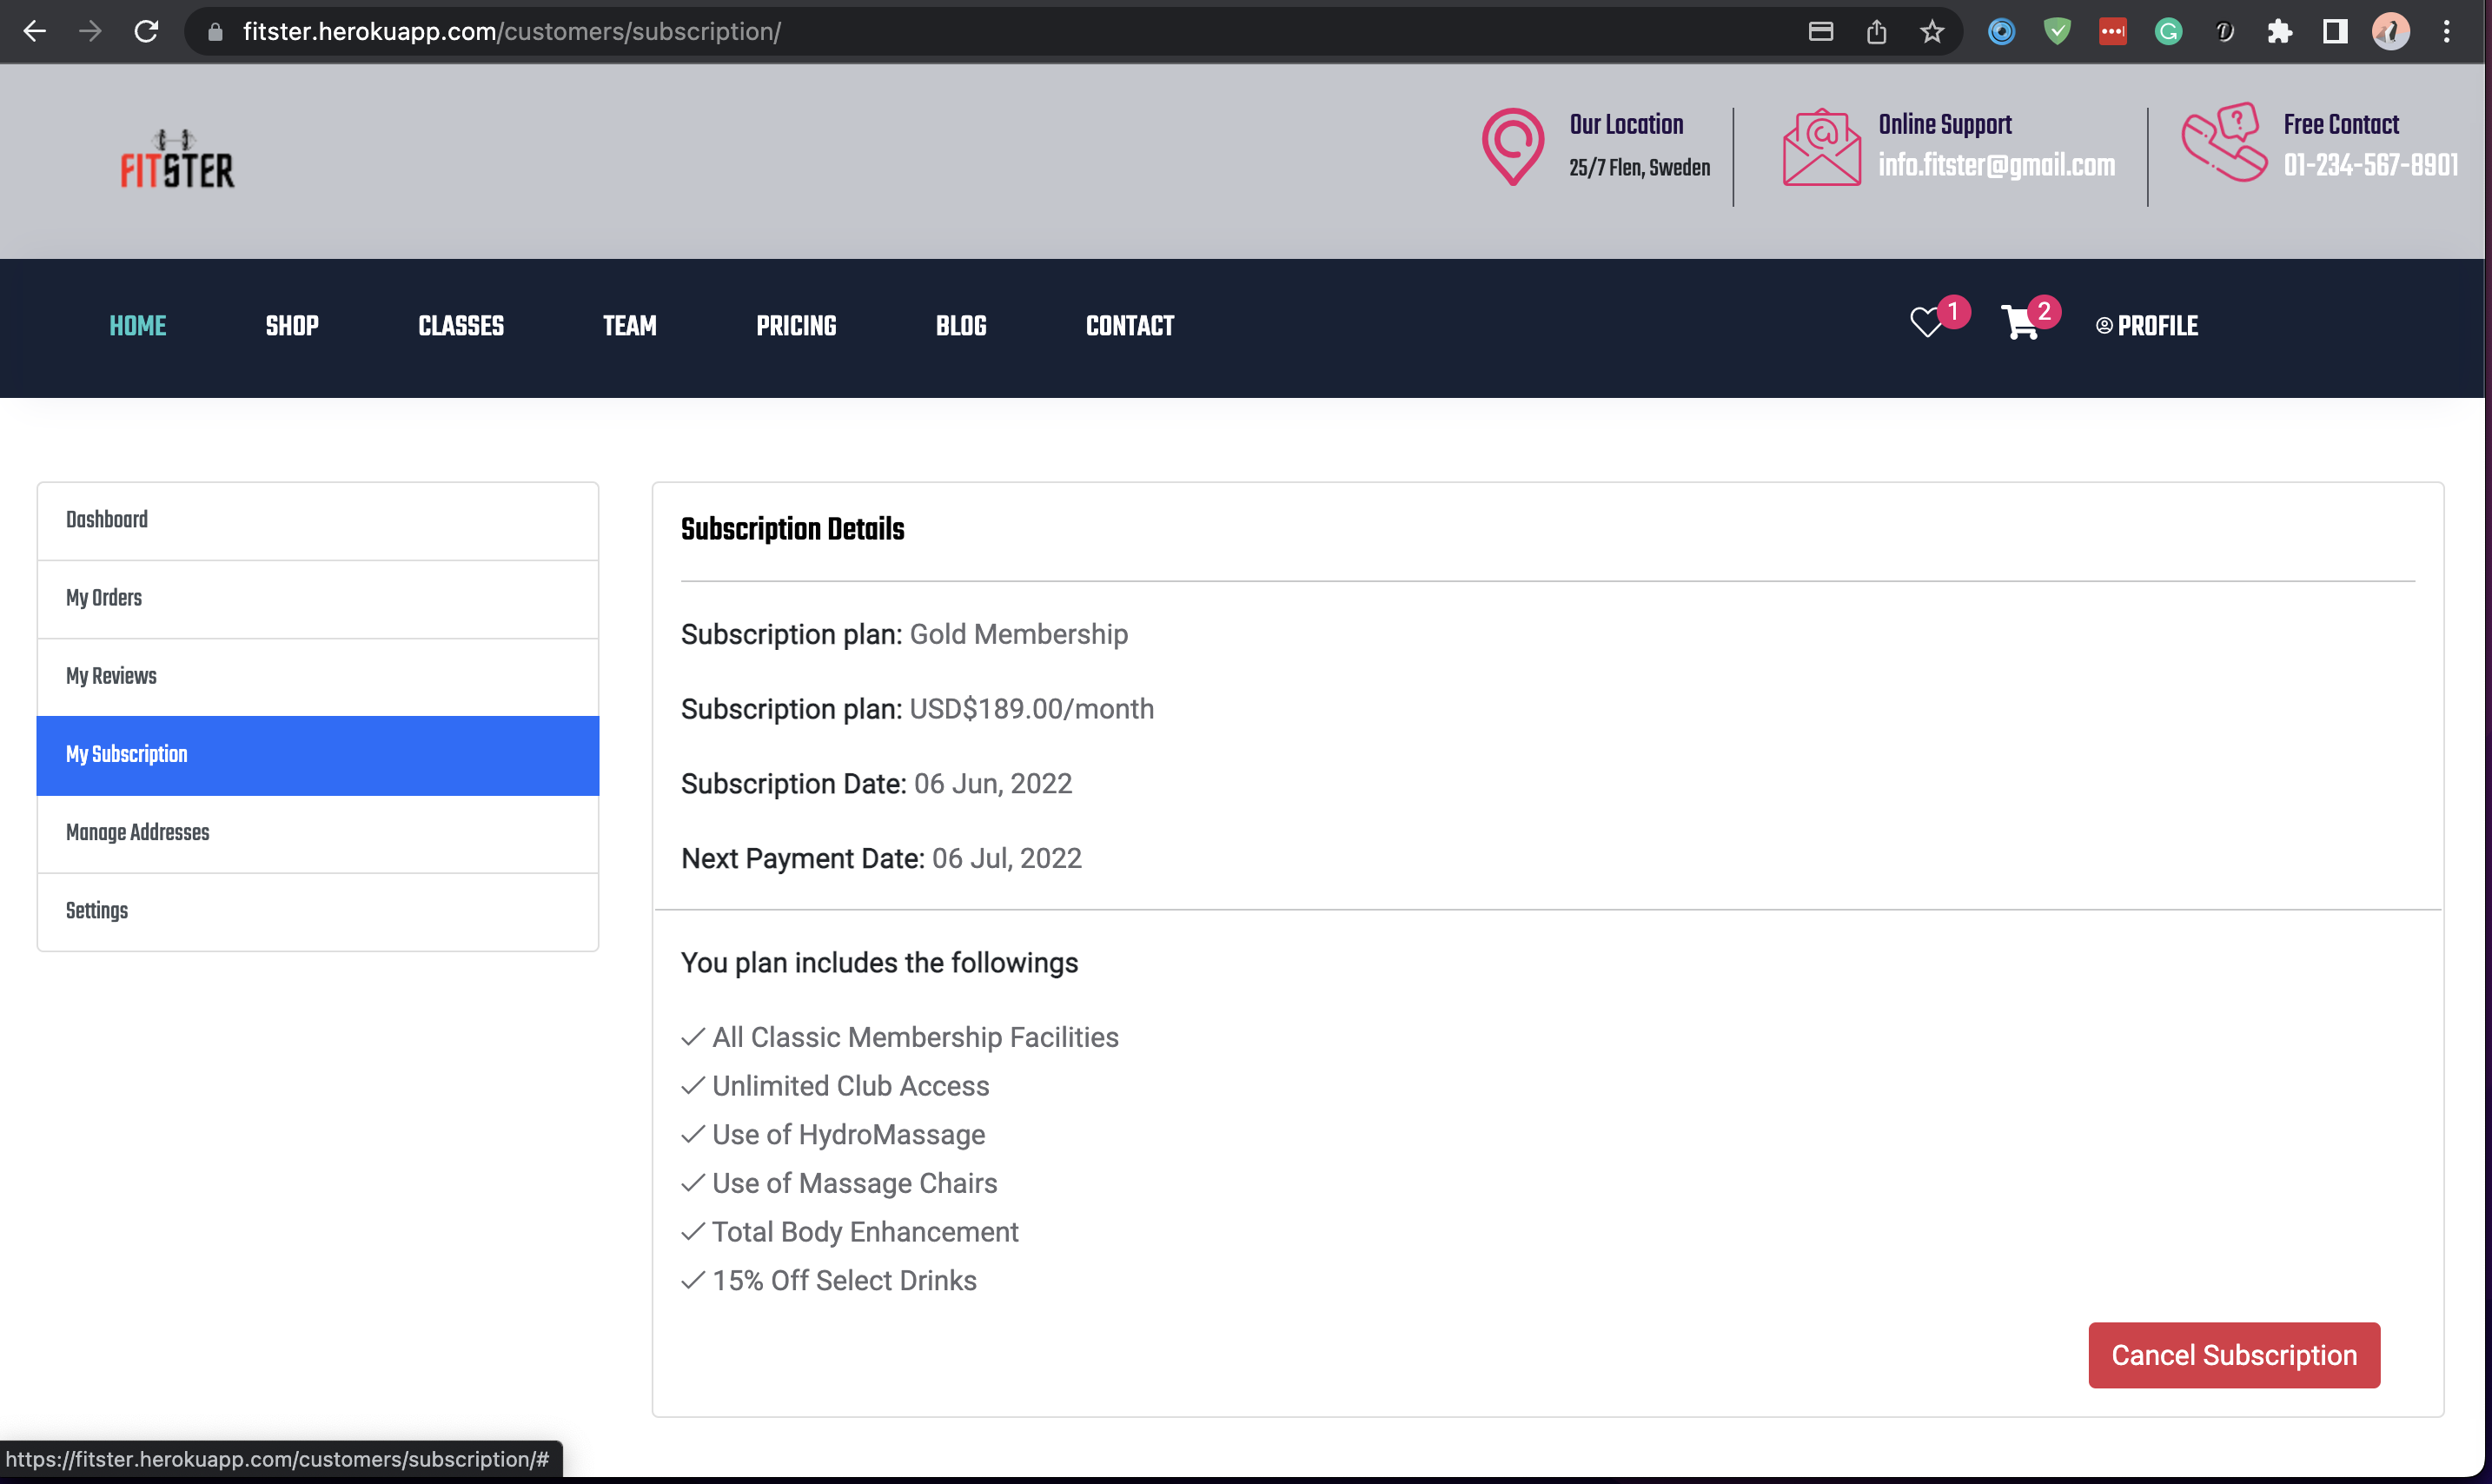 fitster.herokuapp.com/customers/subscription/
FITSTER
Our Location
25/7 Flen, Sweden
Online Support
info.fitster@gmail.com
Free Contact
01-234-567-8901
HOME SHOP CLASSES TEAM PRICING BLOG CONTACT 1 2 PROFILE
Dashboard
My Orders
My Reviews
My Subscription
Manage Addresses
Settings
Subscription Details
Subscription plan: Gold Membership
Subscription plan: USD$189.00/month
Subscription Date: 06 Jun, 2022
Next Payment Date: 06 Jul, 2022
You plan includes the followings
All Classic Membership Facilities
Unlimited Club Access
Use of HydroMassage
Use of Massage Chairs
Total Body Enhancement
15% Off Select Drinks
Cancel Subscription
https://fitster.herokuapp.com/customers/subscription/#